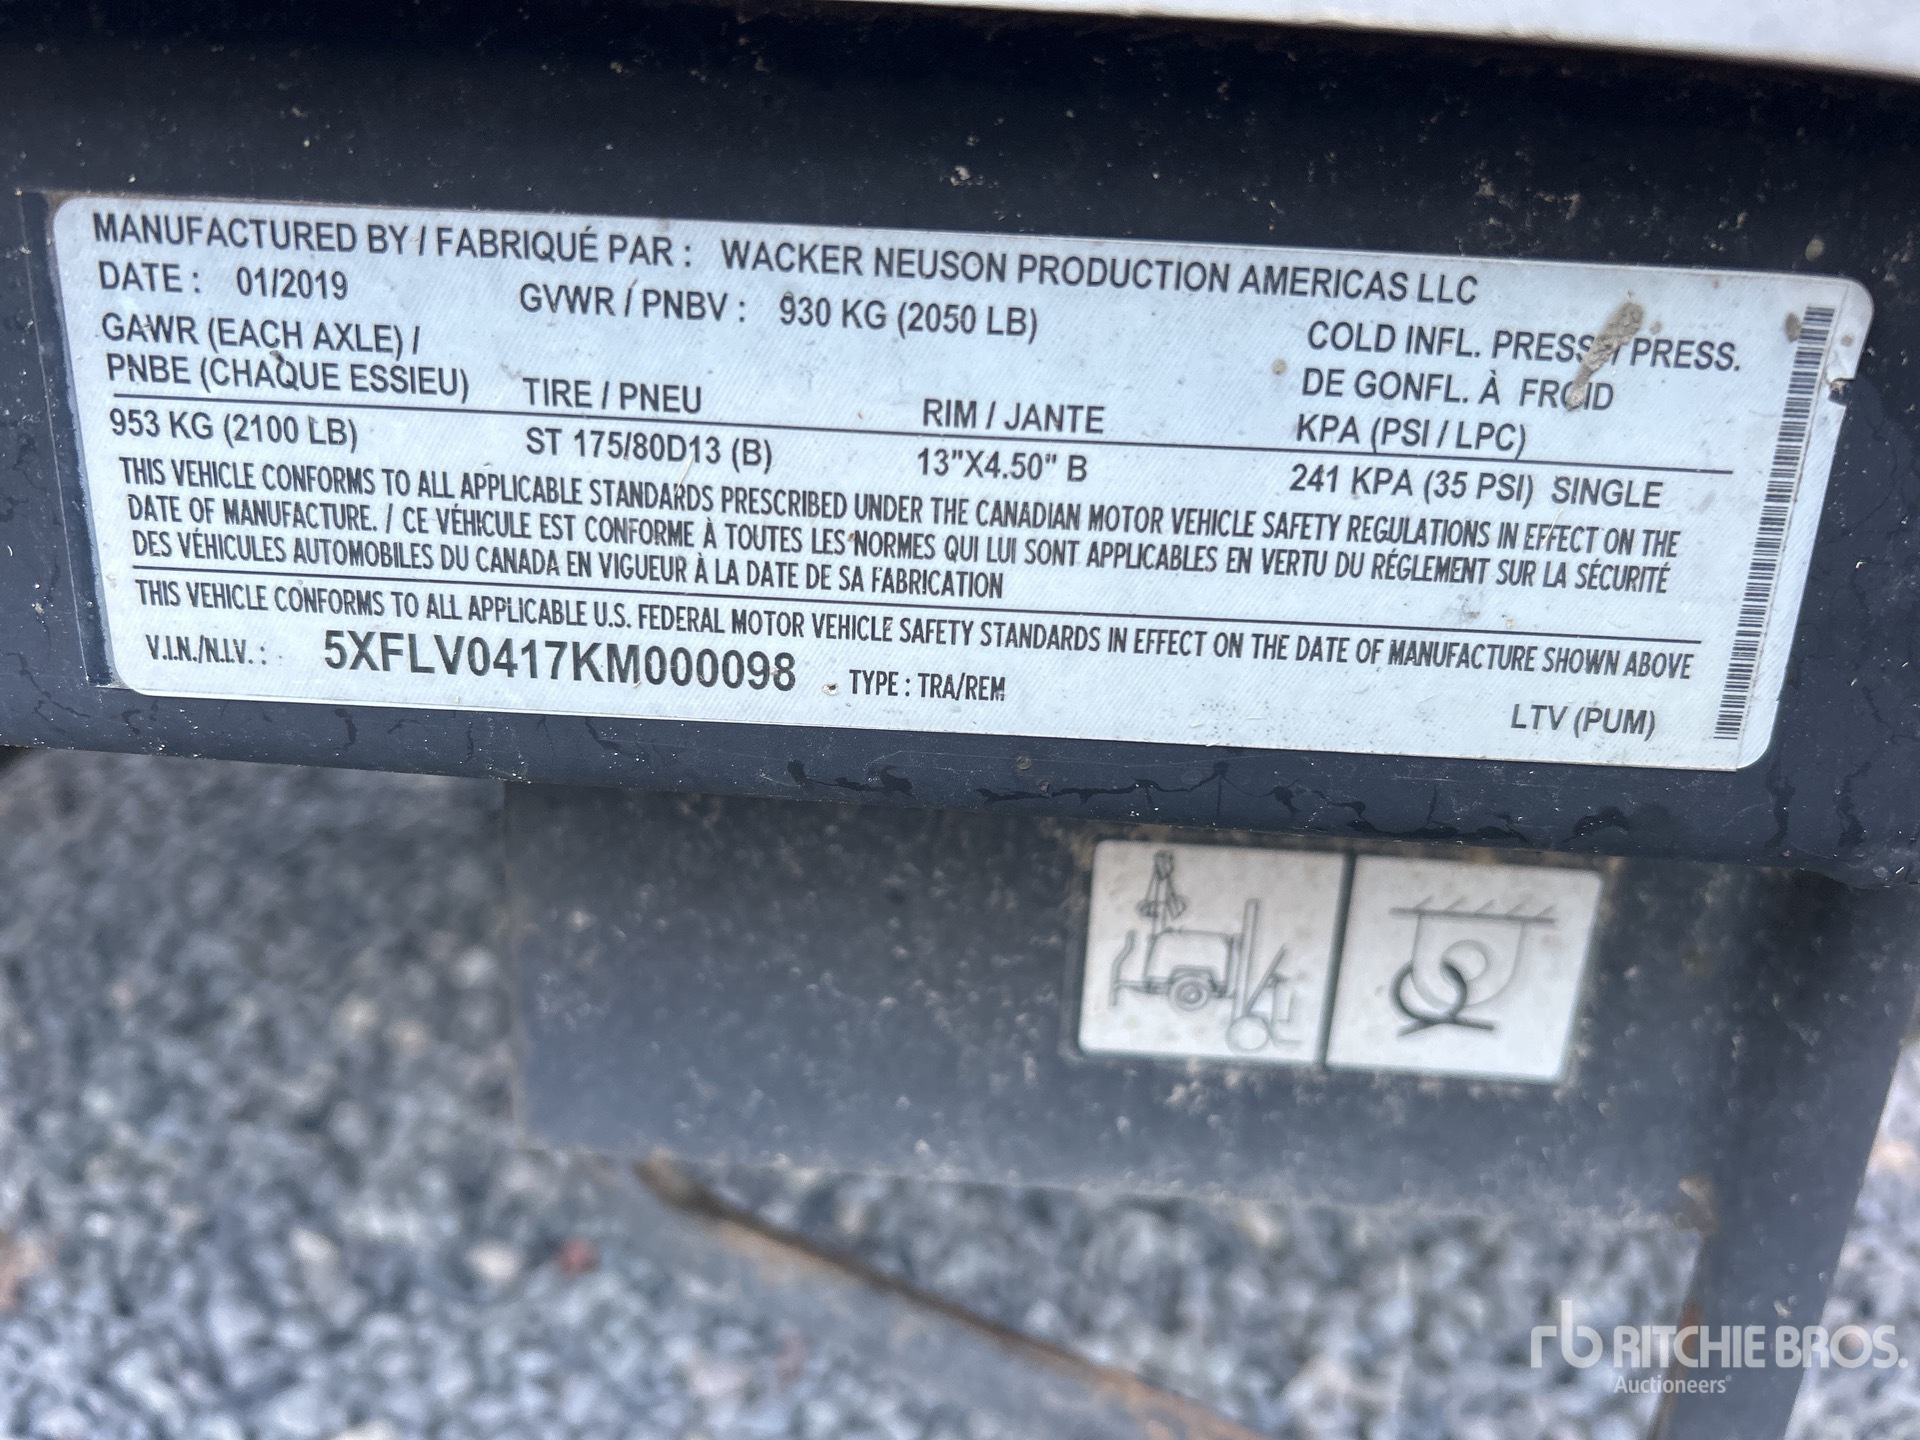 MANUFACTURED BY / FABRIQUÉ PAR : WACKER NEUSON PRODUCTION AMERICAS LLC
DATE : 01/2019 GVWR / PNBV : 930 KG (2050 LB)
GAWR (EACH AXLE) /
PNBE (CHAQUE ESSIEU) TIRE / PNEU RIM / JANTE COLD INFL. PRESS. / PRESS.
DE GONFL. À FROID
KPA (PSI / LPC)
953 KG (2100 LB) ST 175/80D13 (B) 13"X4.50" B 241 KPA (35 PSI) SINGLE
THIS VEHICLE CONFORMS TO ALL APPLICABLE STANDARDS PRESCRIBED UNDER THE CANADIAN MOTOR VEHICLE SAFETY REGULATIONS IN EFFECT ON THE
DATE OF MANUFACTURE. / CE VÉHICULE EST CONFORME À TOUTES LES NORMES QUI LUI SONT APPLICABLES EN VERTU DU RÉGLEMENT SUR LA SÉCURITÉ
DES VÉHICULES AUTOMOBILES DU CANADA EN VIGUEUR À LA DATE DE SA FABRICATION
THIS VEHICLE CONFORMS TO ALL APPLICABLE U.S. FEDERAL MOTOR VEHICLE SAFETY STANDARDS IN EFFECT ON THE DATE OF MANUFACTURE SHOWN ABOVE
V.I.N./N.I.V. : 5XFLV0417KM000098 TYPE : TRA/REM
LTV (PUM)
rb RITCHIE BROS.
Auctioneers